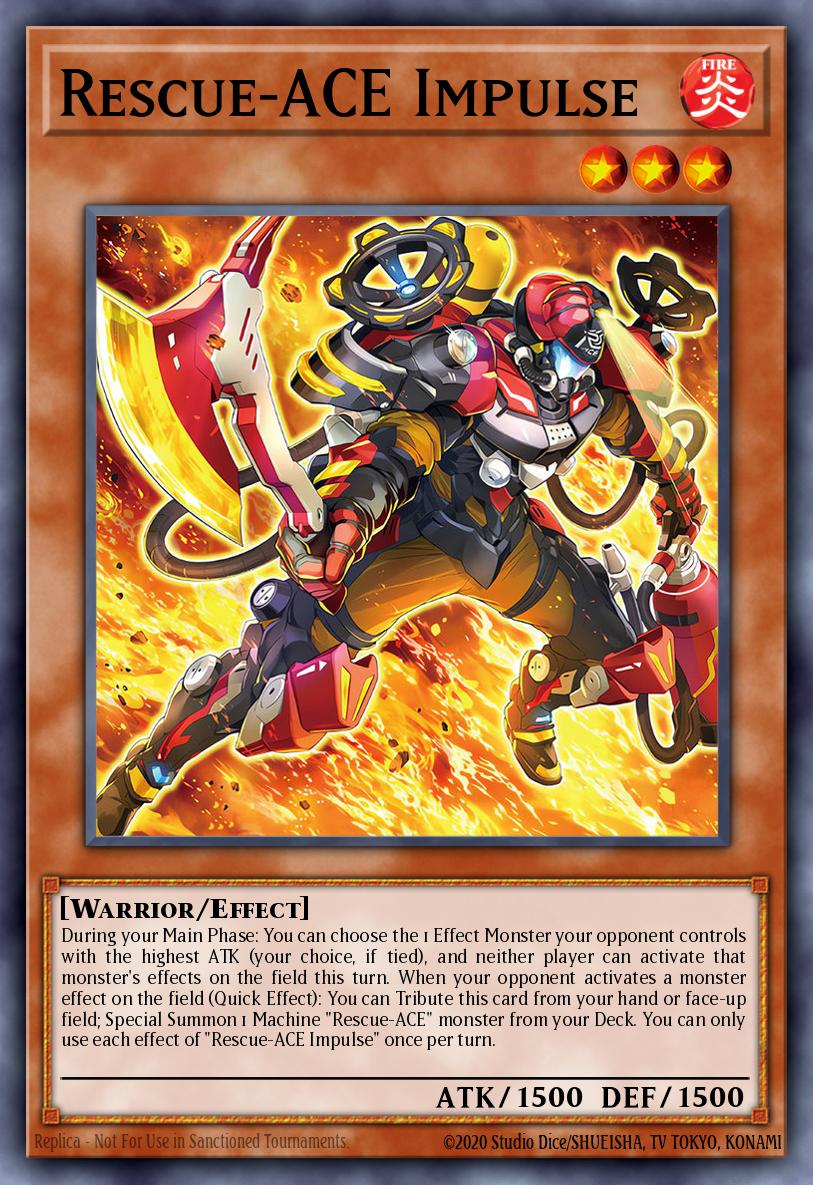 Rescue-ACE Impulse
FIRE
炎
ACE
[Warrior/Effect]
During your Main Phase: You can choose the 1 Effect Monster your opponent controls
with the highest ATK (your choice, if tied), and neither player can activate that
monster's effects on the field this turn. When your opponent activates a monster
effect on the field (Quick Effect): You can Tribute this card from your hand or face-up
field; Special Summon 1 Machine "Rescue-ACE" monster from your Deck. You can only
use each effect of "Rescue-ACE Impulse" once per turn.
ATK/1500 DEF/1500
Replica - Not For Use in Sanctioned Tournaments.
©2020 Studio Dice/SHUEISHA, TV TOKYO, KONAMI